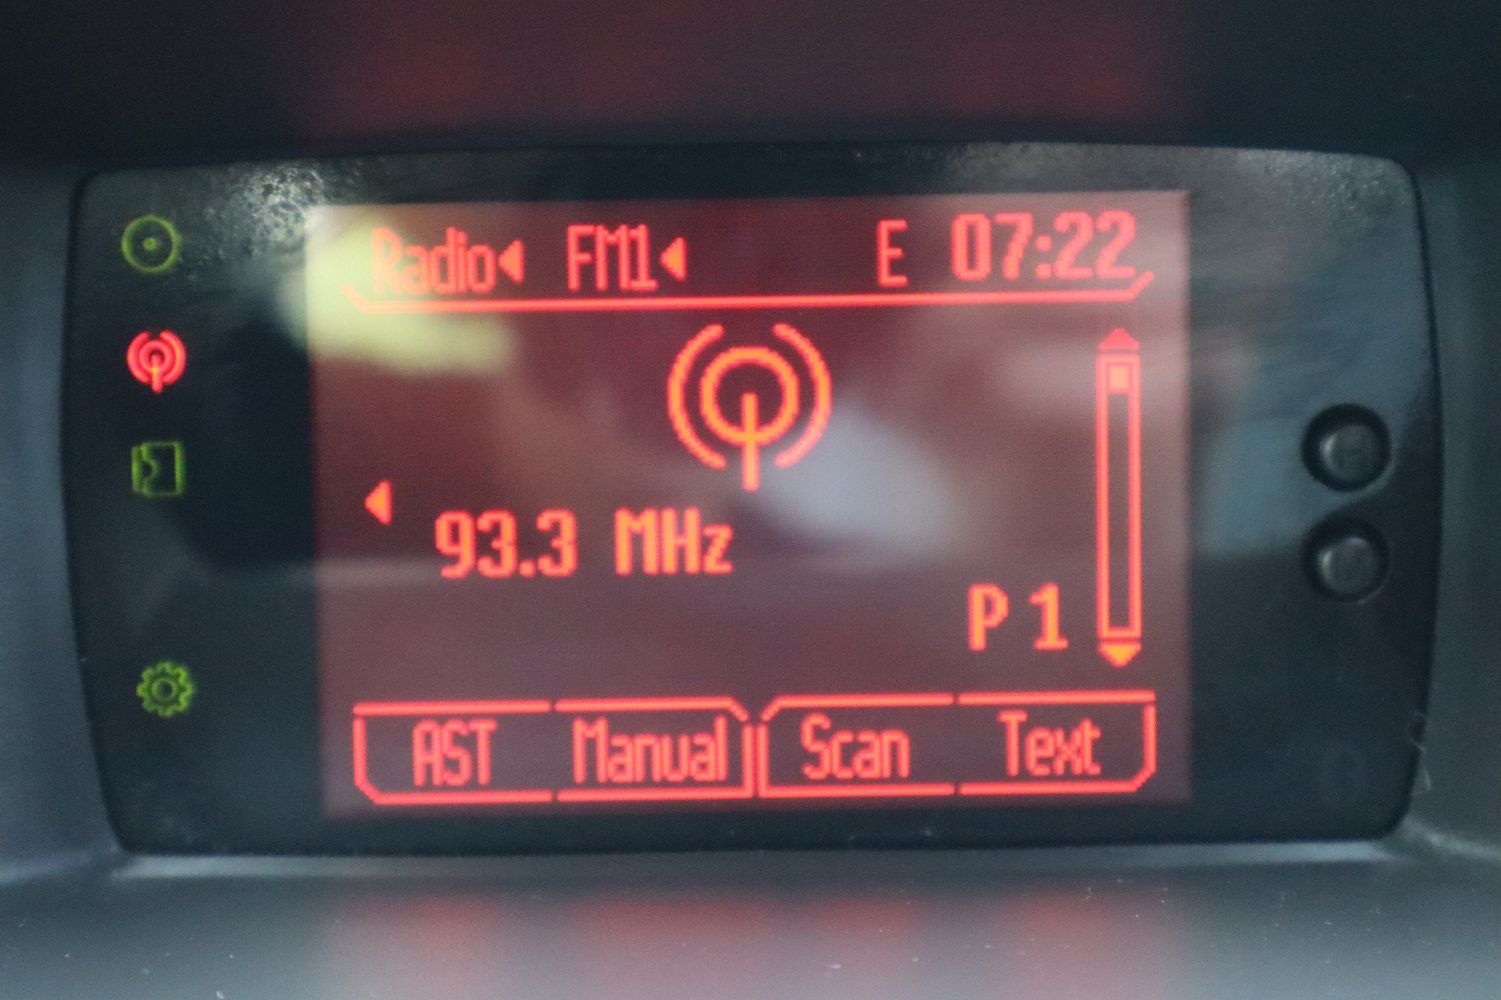 Radio FM1 E 07:22
93.3 MHz
P 1
AST Manual Scan Text